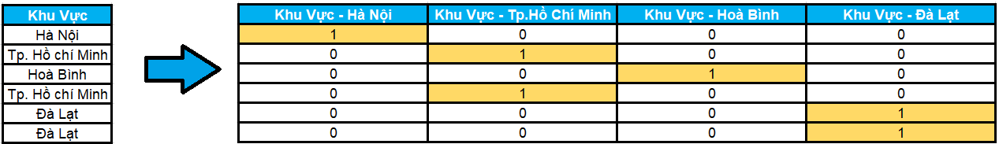 Khu Vực
Hà Nội
Tp. Hồ chí Minh
Hoà Bình
Tp. Hồ chí Minh
Đà Lạt
Đà Lạt
Khu Vực - Hà Nội Khu Vực - Tp.Hồ Chí Minh Khu Vực - Hoà Bình Khu Vực - Đà Lạt
1 0 0 0
0 1 0 0
0 0 1 0
0 1 0 0
0 0 0 1
0 0 0 1